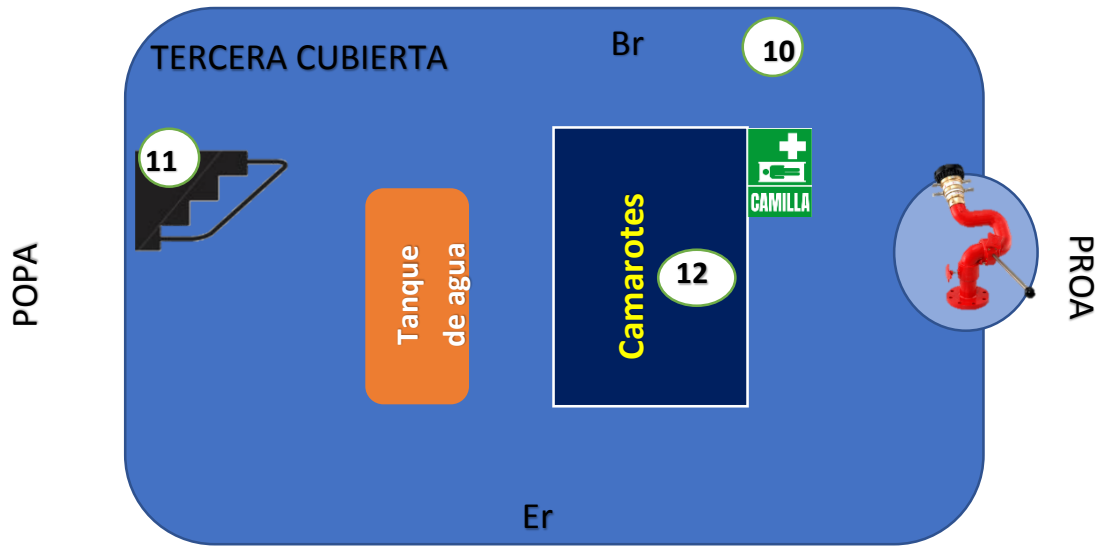 TERCERA CUBIERTA
Br
10
11
CAMILLA
Tanque
de agua
Camarotes
12
POPA
PROA
Er